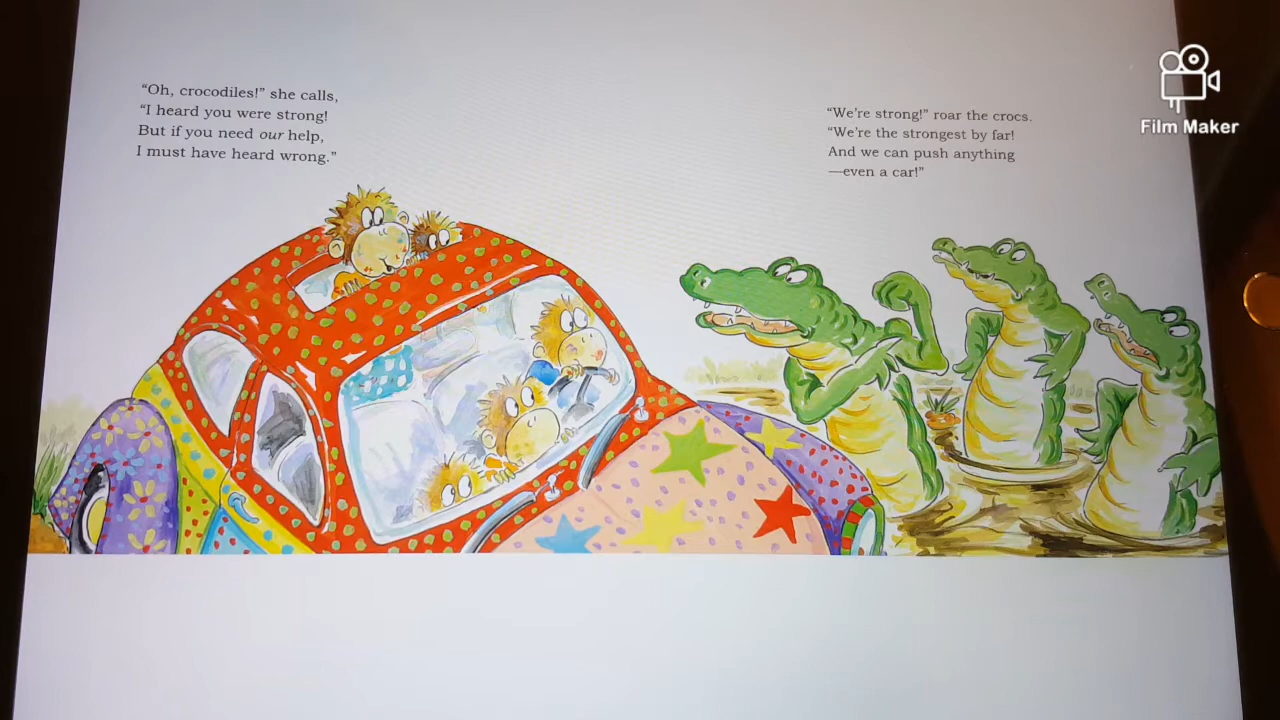 “Oh, crocodiles!” she calls,
“I heard you were strong!
But if you need our help,
I must have heard wrong.”
“We’re strong!” roar the crocs.
“We’re the strongest by far!
And we can push anything
—even a car!”
Film Maker